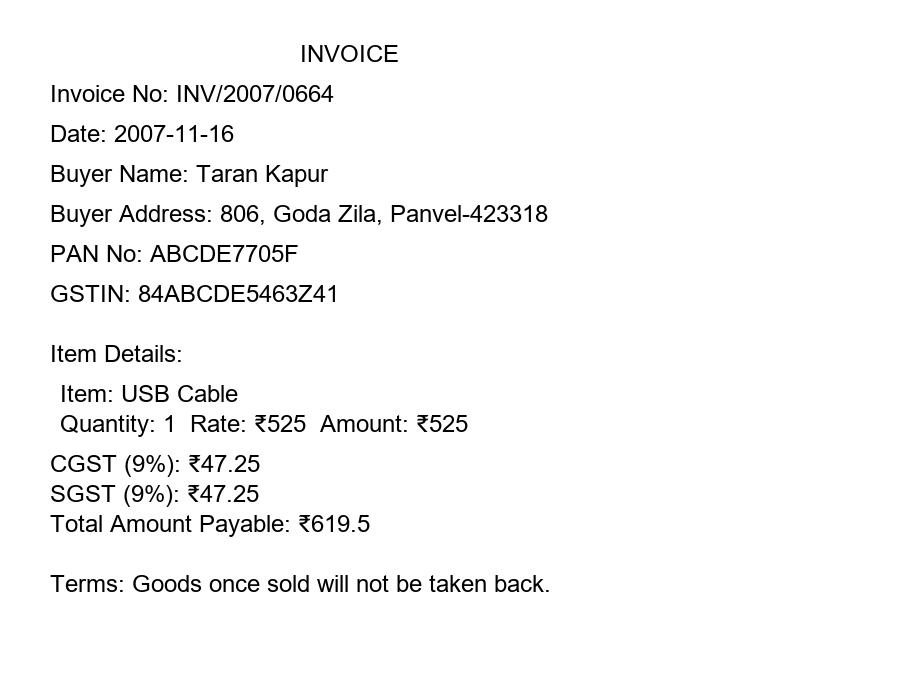 INVOICE
Invoice No: INV/2007/0664
Date: 2007-11-16
Buyer Name: Taran Kapur
Buyer Address: 806, Goda Zila, Panvel-423318
PAN No: ABCDE7705F
GSTIN: 84ABCDE5463Z41
Item Details:
Item: USB Cable
Quantity: 1  Rate: ₹525  Amount: ₹525
CGST (9%): ₹47.25
SGST (9%): ₹47.25
Total Amount Payable: ₹619.5
Terms: Goods once sold will not be taken back.